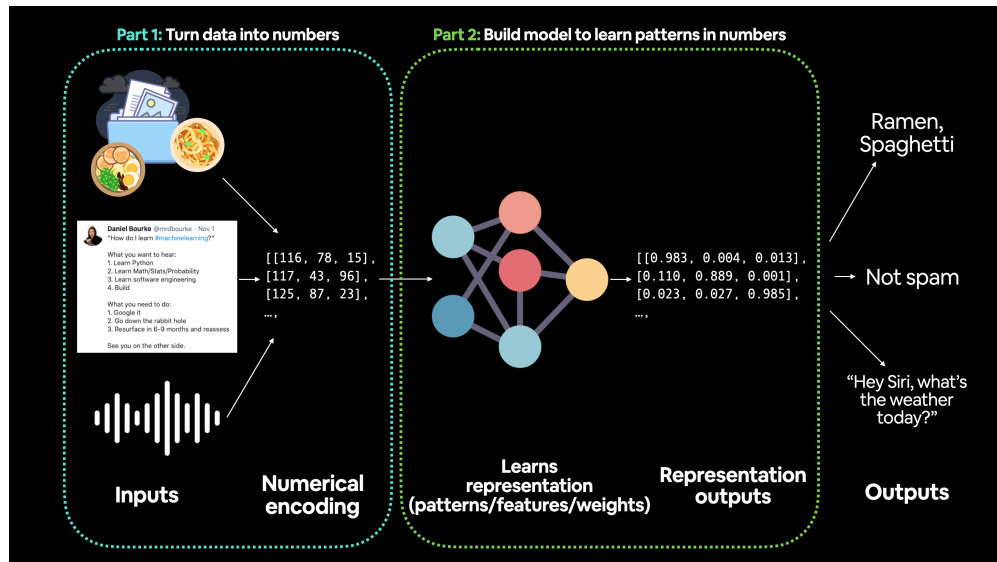 Part 1: Turn data into numbers
Part 2: Build model to learn patterns in numbers
Daniel Bourke @mrdbourke · Nov 1
“How do I learn #machinelearning?”
What you want to hear:
1. Learn Python
2. Learn Math/Stats/Probability
3. Learn software engineering
4. Build
What you need to do:
1. Google it
2. Go down the rabbit hole
3. Resurface in 6-9 months and reassess
See you on the other side.
[[116, 78, 15],
[117, 43, 96],
[125, 87, 23],
…,
[[0.983, 0.004, 0.013],
[0.110, 0.889, 0.001],
[0.023, 0.027, 0.985],
…,
Ramen,
Spaghetti
Not spam
“Hey Siri, what’s
the weather
today?”
Inputs
Numerical
encoding
Learns
representation
(patterns/features/weights)
Representation
outputs
Outputs